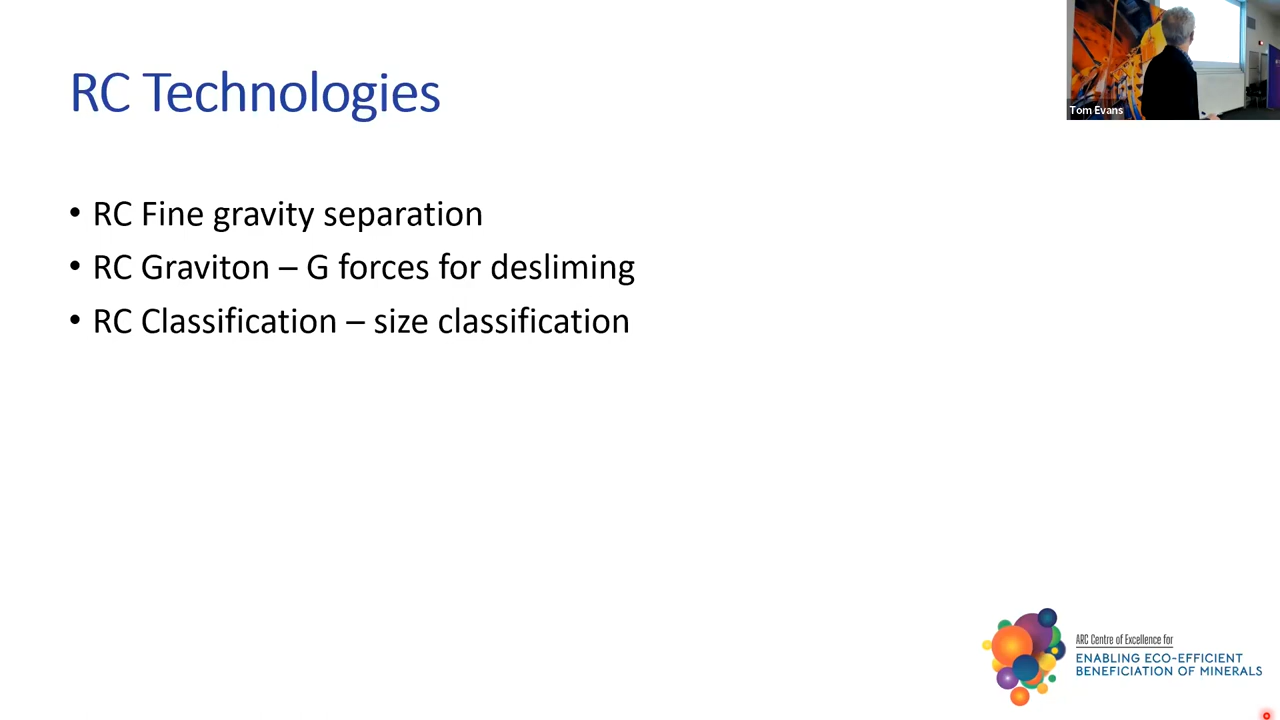 RC Technologies
Tom Evans
• RC Fine gravity separation
• RC Graviton – G forces for desliming
• RC Classification – size classification
ARC Centre of Excellence for
ENABLING ECO-EFFICIENT
BENEFICIATION OF MINERALS